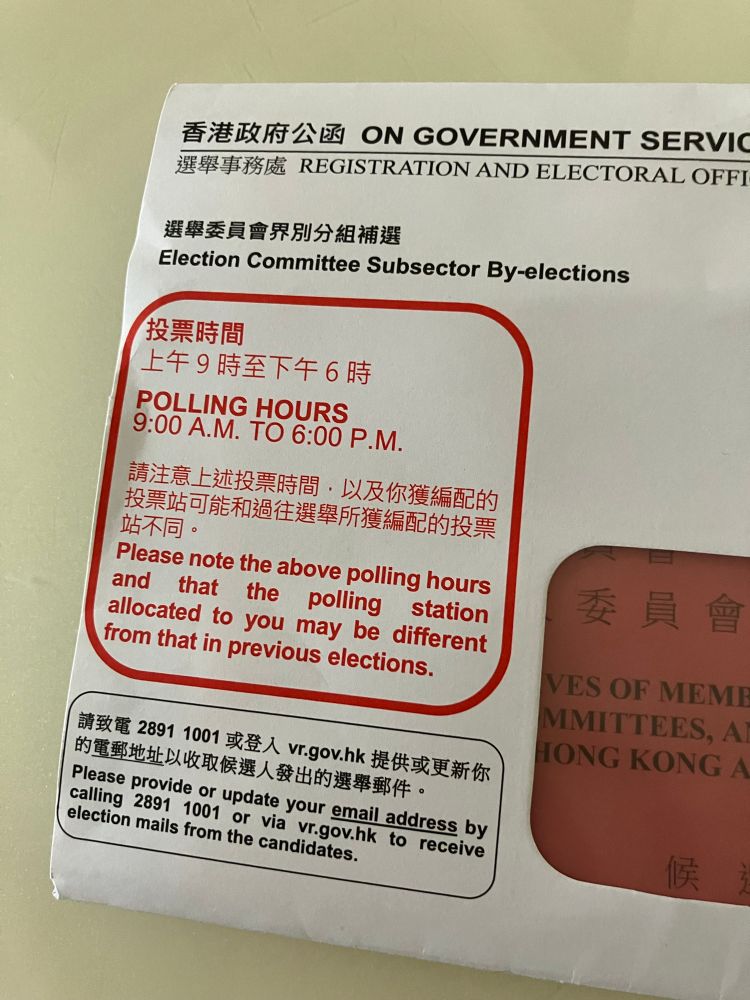 香港政府公函 ON GOVERNMENT SERVIC
選舉事務處 REGISTRATION AND ELECTORAL OFFI
選舉委員會界別分組補選
Election Committee Subsector By-elections
投票時間
上午 9 時至下午 6 時
POLLING HOURS
9:00 A.M. TO 6:00 P.M.
請注意上述投票時間，以及你獲編配的
投票站可能和過往選舉所獲編配的投票
站不同。
Please note the above polling hours
and that the polling station
allocated to you may be different
from that in previous elections.
請致電 2891 1001 或登入 vr.gov.hk 提供或更新你
的電郵地址以收取候選人發出的選舉郵件。
Please provide or update your email address by
calling 2891 1001 or via vr.gov.hk to receive
election mails from the candidates.
委員會
VES OF MEMB
MMITTEES, A
HONG KONG A
候